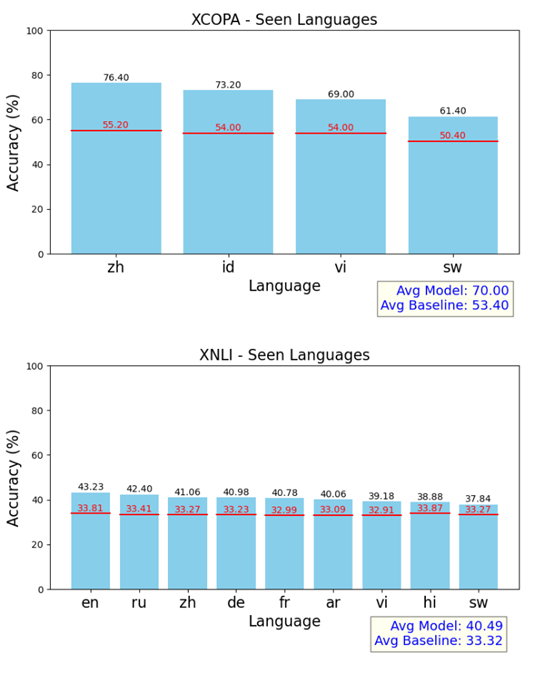 XCOPA - Seen Languages
100
80
60
40
20
0
Accuracy (%)
76.40
73.20
69.00
61.40
55.20
54.00
54.00
50.40
zh id vi sw
Language
Avg Model: 70.00
Avg Baseline: 53.40
XNLI - Seen Languages
100
80
60
40
20
0
Accuracy (%)
43.23 42.40 41.06 40.98 40.78 40.06 39.18 38.88 37.84
33.81 33.41 33.27 33.23 32.99 33.09 32.91 33.87 33.27
en ru zh de fr ar vi hi sw
Language
Avg Model: 40.49
Avg Baseline: 33.32